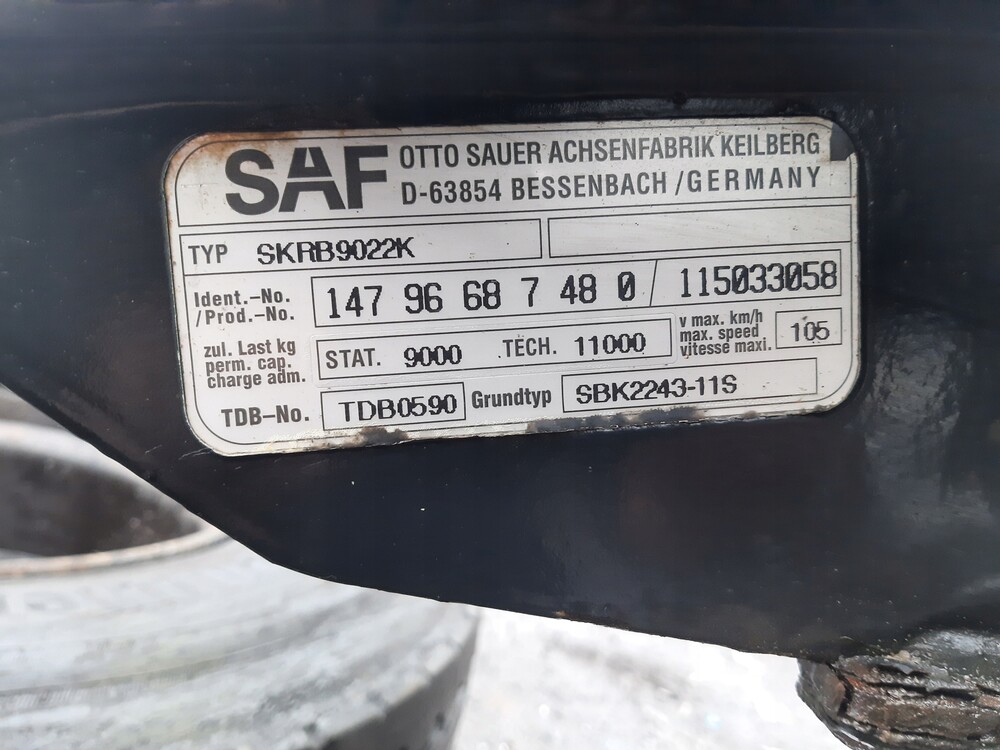 SAF OTTO SAUER ACHSENFABRIK KEILBERG
D-63854 BESSENBACH / GERMANY
TYP SKRB9022K
Ident.-No. /Prod.-No. 147 96 68 7 48 0 / 115033058
zul. Last kg
perm. cap.
charge adm.
STAT. 9000 TECH. 11000
v max. km/h
max. speed
vitesse maxi.
105
TDB-No. TDB0590 Grundtyp SBK2243-11S